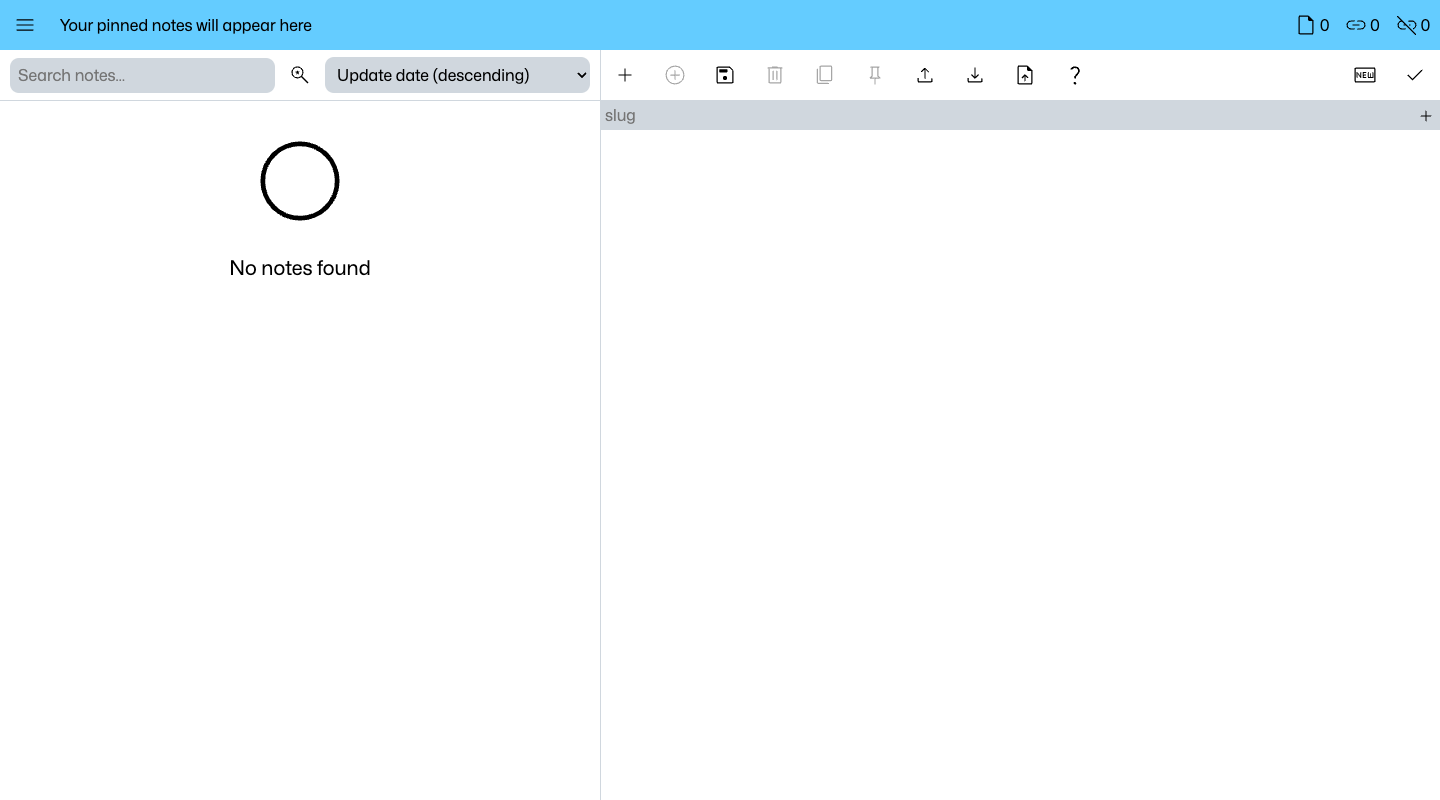 Your pinned notes will appear here
0
0
0
Search notes...
Update date (descending)
?
NEW
slug
No notes found